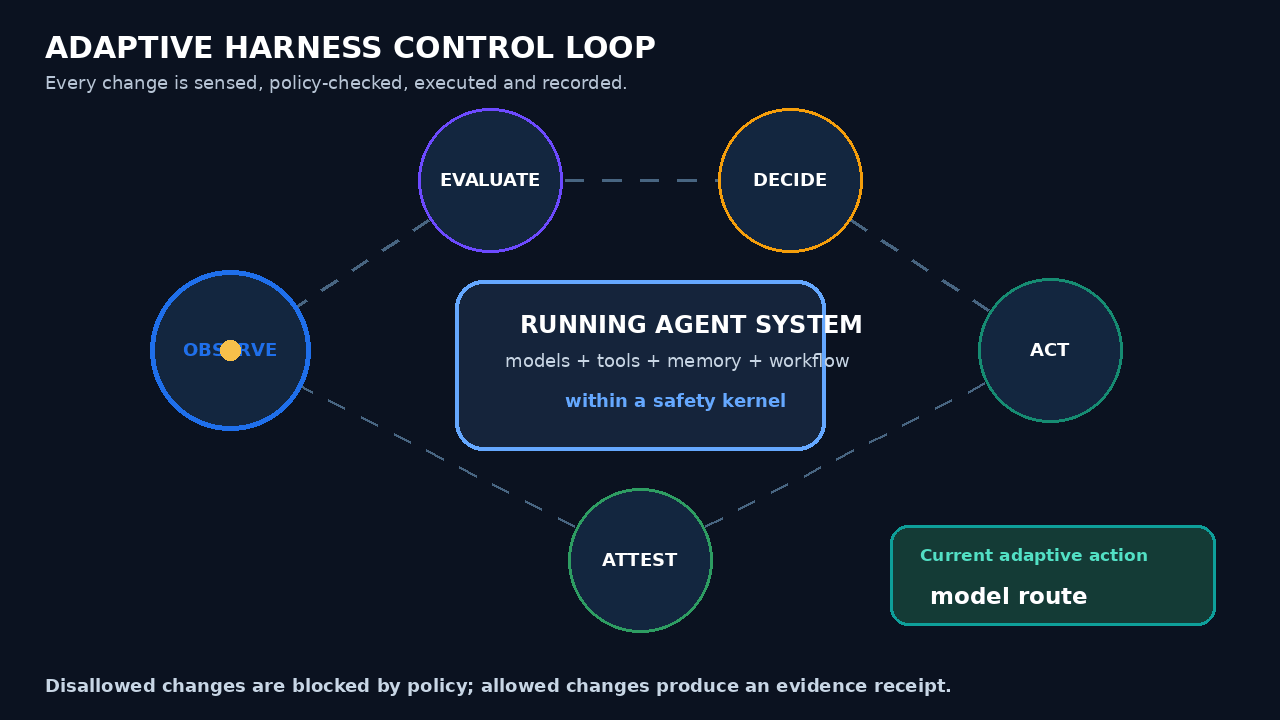 ADAPTIVE HARNESS CONTROL LOOP
Every change is sensed, policy-checked, executed and recorded.
EVALUATE
DECIDE
OBSERVE
RUNNING AGENT SYSTEM
models + tools + memory + workflow
within a safety kernel
ACT
ATTEST
Current adaptive action
model route
Disallowed changes are blocked by policy; allowed changes produce an evidence receipt.